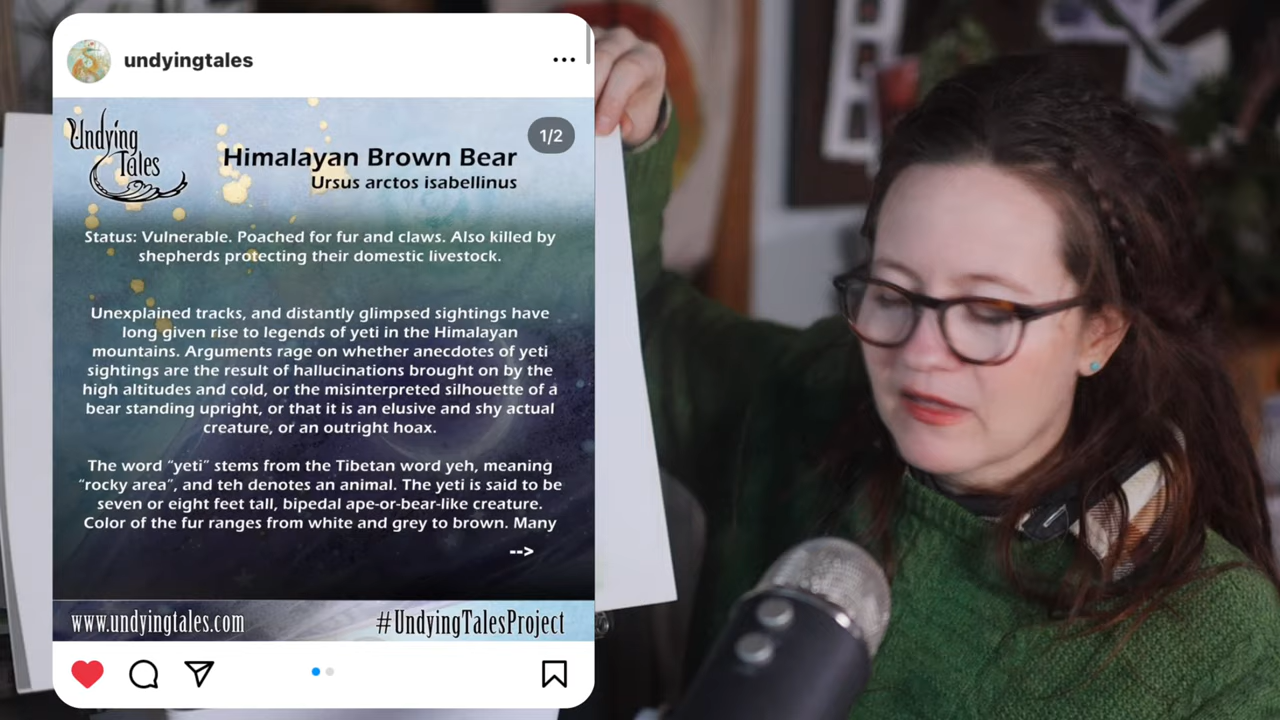 undyingtales
Undying
Tales
1/2
Himalayan Brown Bear
Ursus arctos isabellinus
Status: Vulnerable. Poached for fur and claws. Also killed by
shepherds protecting their domestic livestock.
Unexplained tracks, and distantly glimpsed sightings have
long given rise to legends of yeti in the Himalayan
mountains. Arguments rage on whether anecdotes of yeti
sightings are the result of hallucinations brought on by the
high altitudes and cold, or the misinterpreted silhouette of a
bear standing upright, or that it is an elusive and shy actual
creature, or an outright hoax.
The word “yeti” stems from the Tibetan word yeh, meaning
“rocky area”, and teh denotes an animal. The yeti is said to be
seven or eight feet tall, bipedal ape-or-bear-like creature.
Color of the fur ranges from white and grey to brown. Many
-->
www.undyingtales.com
#UndyingTalesProject